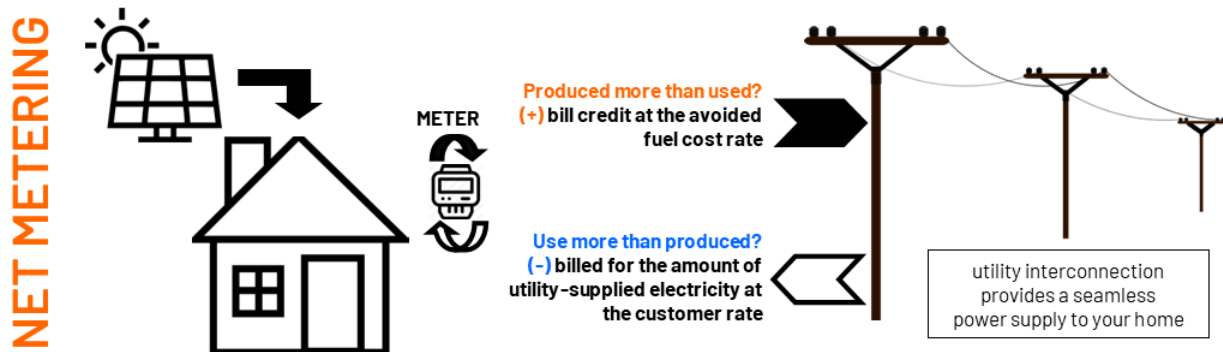 NET METERING
METER
Produced more than used?
(+) bill credit at the avoided
fuel cost rate
Use more than produced?
(-) billed for the amount of
utility-supplied electricity at
the customer rate
utility interconnection
provides a seamless
power supply to your home